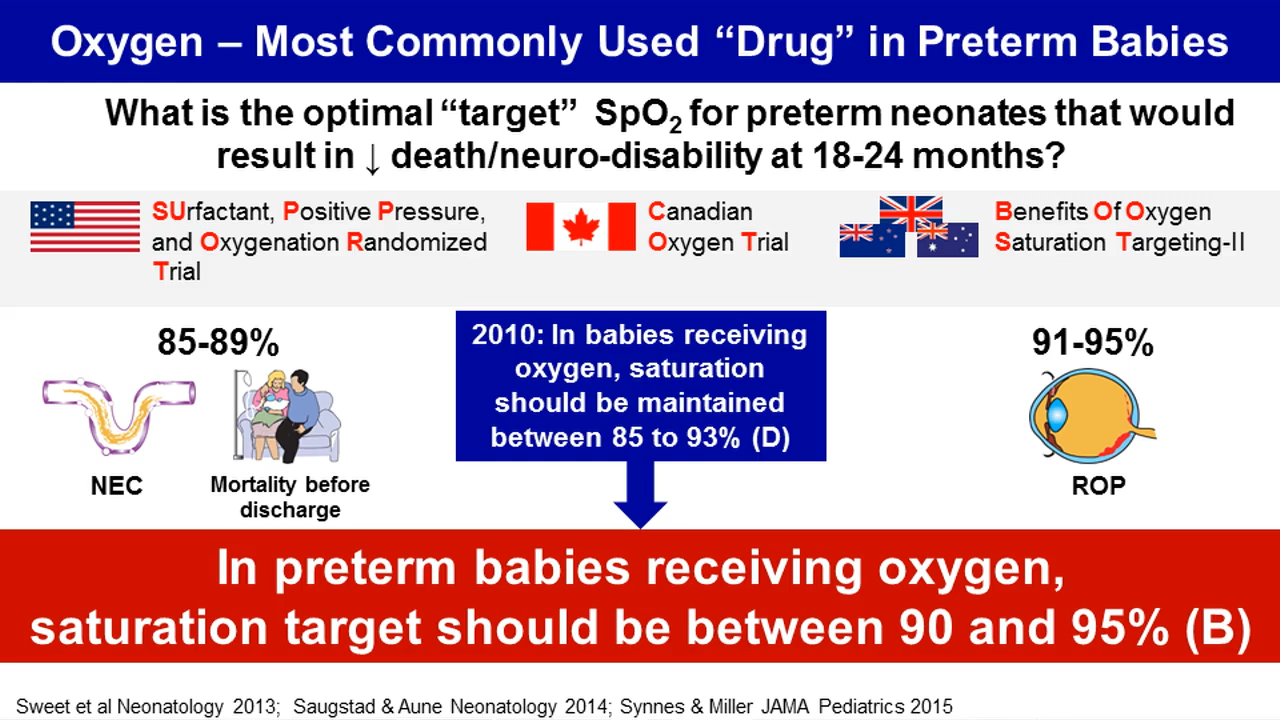 Oxygen – Most Commonly Used “Drug” in Preterm Babies
What is the optimal “target” SpO₂ for preterm neonates that would
result in ↓ death/neuro-disability at 18-24 months?
SUrfactant, Positive Pressure,
and Oxygenation Randomized
Trial
Canadian
Oxygen Trial
Benefits Of Oxygen
Saturation Targeting-II
85-89%
NEC
Mortality before
discharge
2010: In babies receiving
oxygen, saturation
should be maintained
between 85 to 93% (D)
91-95%
ROP
In preterm babies receiving oxygen,
saturation target should be between 90 and 95% (B)
Sweet et al Neonatology 2013; Saugstad & Aune Neonatology 2014; Synnes & Miller JAMA Pediatrics 2015